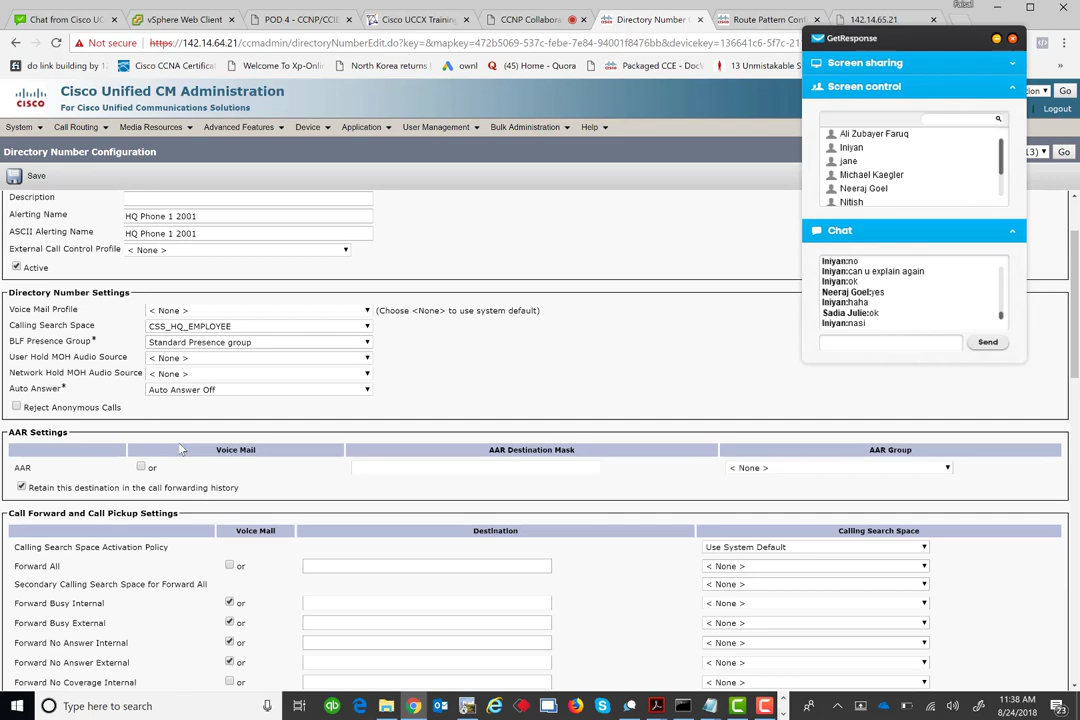 Faisal
Chat from Cisco UC
vSphere Web Client
POD 4 - CCNP/CCIE
Cisco UCCX Training
CCNP Collabora
Directory Number
Route Pattern Conf
142.14.65.21
Not secure
https://142.14.64.21/ccmadmin/directoryNumberEdit.do?key=&mapkey=472b5069-537c-febe-7e84-94001f8476bb&devicekey=136641c6-5f7c-21
do link building by
Cisco CCNA Certifica
Welcome To Xp-Onli
North Korea returns
ownl
(45) Home - Quora
Packaged CCE - Do
13 Unmistakable S
Cisco Unified CM Administration
For Cisco Unified Communications Solutions
CISCO
Go
Logout
System
Call Routing
Media Resources
Advanced Features
Device
Application
User Management
Bulk Administration
Help
Directory Number Configuration
Go
Save
Description
Alerting Name
HQ Phone 1 2001
ASCII Alerting Name
HQ Phone 1 2001
External Call Control Profile
< None >
Active
Directory Number Settings
Voice Mail Profile
< None >
(Choose <None> to use system default)
Calling Search Space
CSS_HQ_EMPLOYEE
BLF Presence Group*
Standard Presence group
User Hold MOH Audio Source
< None >
Network Hold MOH Audio Source
< None >
Auto Answer*
Auto Answer Off
Reject Anonymous Calls
AAR Settings
Voice Mail
AAR Destination Mask
AAR Group
AAR
or
< None >
Retain this destination in the call forwarding history
Call Forward and Call Pickup Settings
Voice Mail
Destination
Calling Search Space
Calling Search Space Activation Policy
Use System Default
Forward All
or
< None >
Secondary Calling Search Space for Forward All
< None >
Forward Busy Internal
or
< None >
Forward Busy External
or
< None >
Forward No Answer Internal
or
< None >
Forward No Answer External
or
< None >
Forward No Coverage Internal
or
< None >
GetResponse
Screen sharing
Screen control
Ali Zubayer Faruq
Iniyan
jane
Michael Kaegler
Neeraj Goel
Nitish
Chat
Iniyan:no
Iniyan:can u explain again
Iniyan:ok
Neeraj Goel:yes
Iniyan:haha
Sadia Julie:ok
Iniyan:nasi
Send
Type here to search
11:38 AM
8/24/2018
23